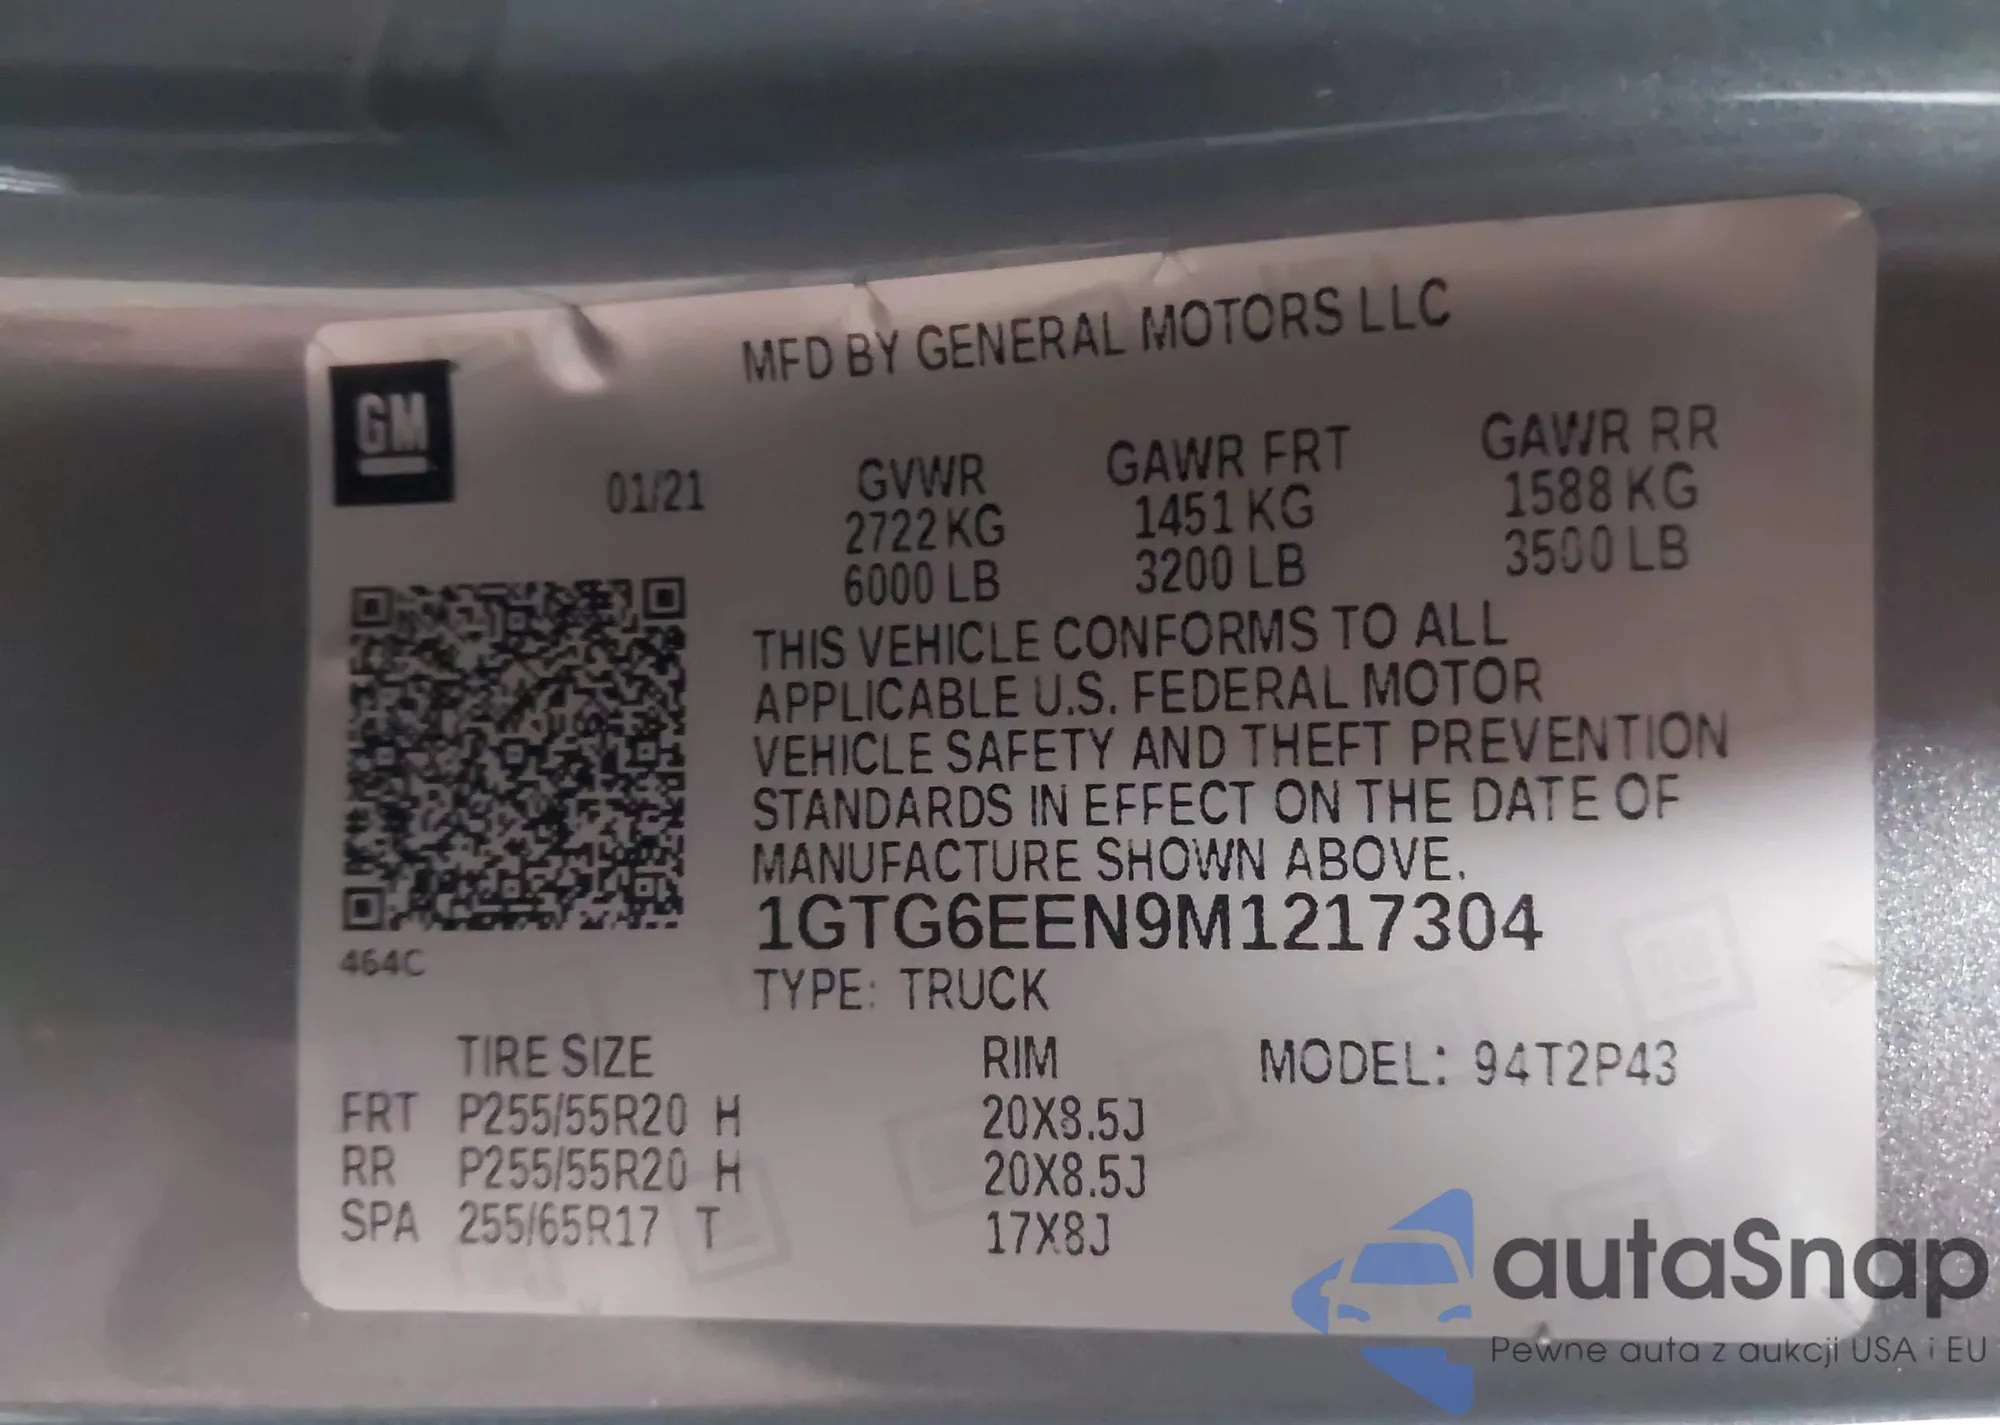 MFD BY GENERAL MOTORS LLC
GM
01/21
GVWR GAWR FRT GAWR RR
2722 KG 1451 KG 1588 KG
6000 LB 3200 LB 3500 LB
THIS VEHICLE CONFORMS TO ALL
APPLICABLE U.S. FEDERAL MOTOR
VEHICLE SAFETY AND THEFT PREVENTION
STANDARDS IN EFFECT ON THE DATE OF
MANUFACTURE SHOWN ABOVE.
1GTG6EEN9M1217304
464C
TYPE: TRUCK
TIRE SIZE RIM MODEL: 94T2P43
FRT P255/55R20 H 20X8.5J
RR P255/55R20 H 20X8.5J
SPA 255/65R17 T 17X8J
autaSnap
Pewne auta z aukcji USA i EU